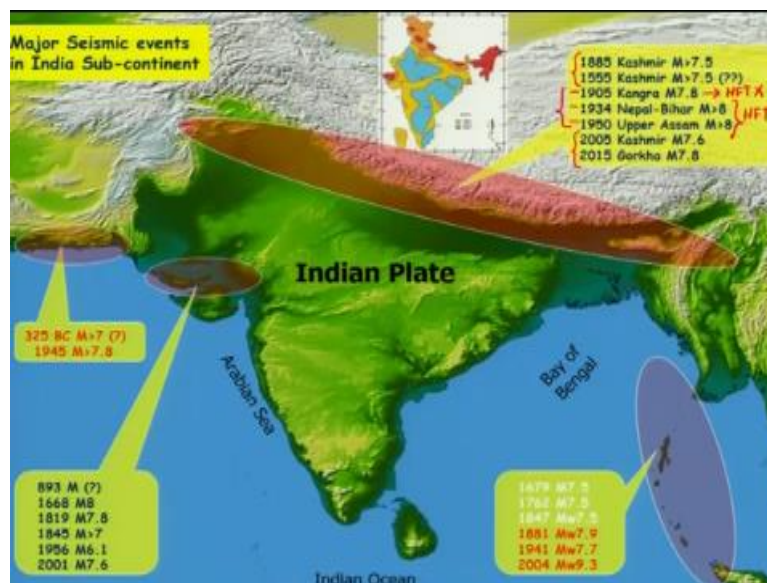 Major Seismic events
in India Sub-continent
1885 Kashmir M>7.5
1555 Kashmir M>7.5 (??)
1905 Kangra M7.8 → HFT X
1934 Nepal-Bihar M>8
1950 Upper Assam M>8
HFT
2005 Kashmir M7.6
2015 Gorkha M7.8
Indian Plate
325 BC M>7 (?)
1945 M>7.8
Arabian Sea
Bay of
Bengal
893 M (?)
1668 M8
1819 M7.8
1845 M>7
1956 M6.1
2001 M7.6
1679 M7.5
1762 M7.5
1847 Mw7.5
1881 Mw7.9
1941 Mw7.7
2004 Mw9.3
Indian Ocean